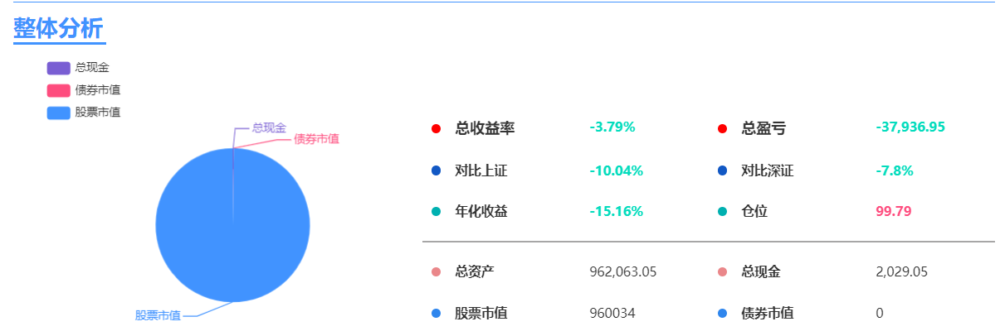 整体分析
总现金
债券市值
股票市值
总现金
债券市值
股票市值
总收益率 -3.79% 总盈亏 -37,936.95
对比上证 -10.04% 对比深证 -7.8%
年化收益 -15.16% 仓位 99.79
总资产 962,063.05 总现金 2,029.05
股票市值 960034 债券市值 0